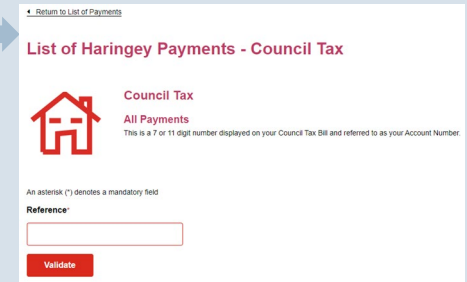 Return to List of Payments
List of Haringey Payments - Council Tax
Council Tax
All Payments
This is a 7 or 11 digit number displayed on your Council Tax Bill and referred to as your Account Number.
An asterisk (*) denotes a mandatory field
Reference*
Validate